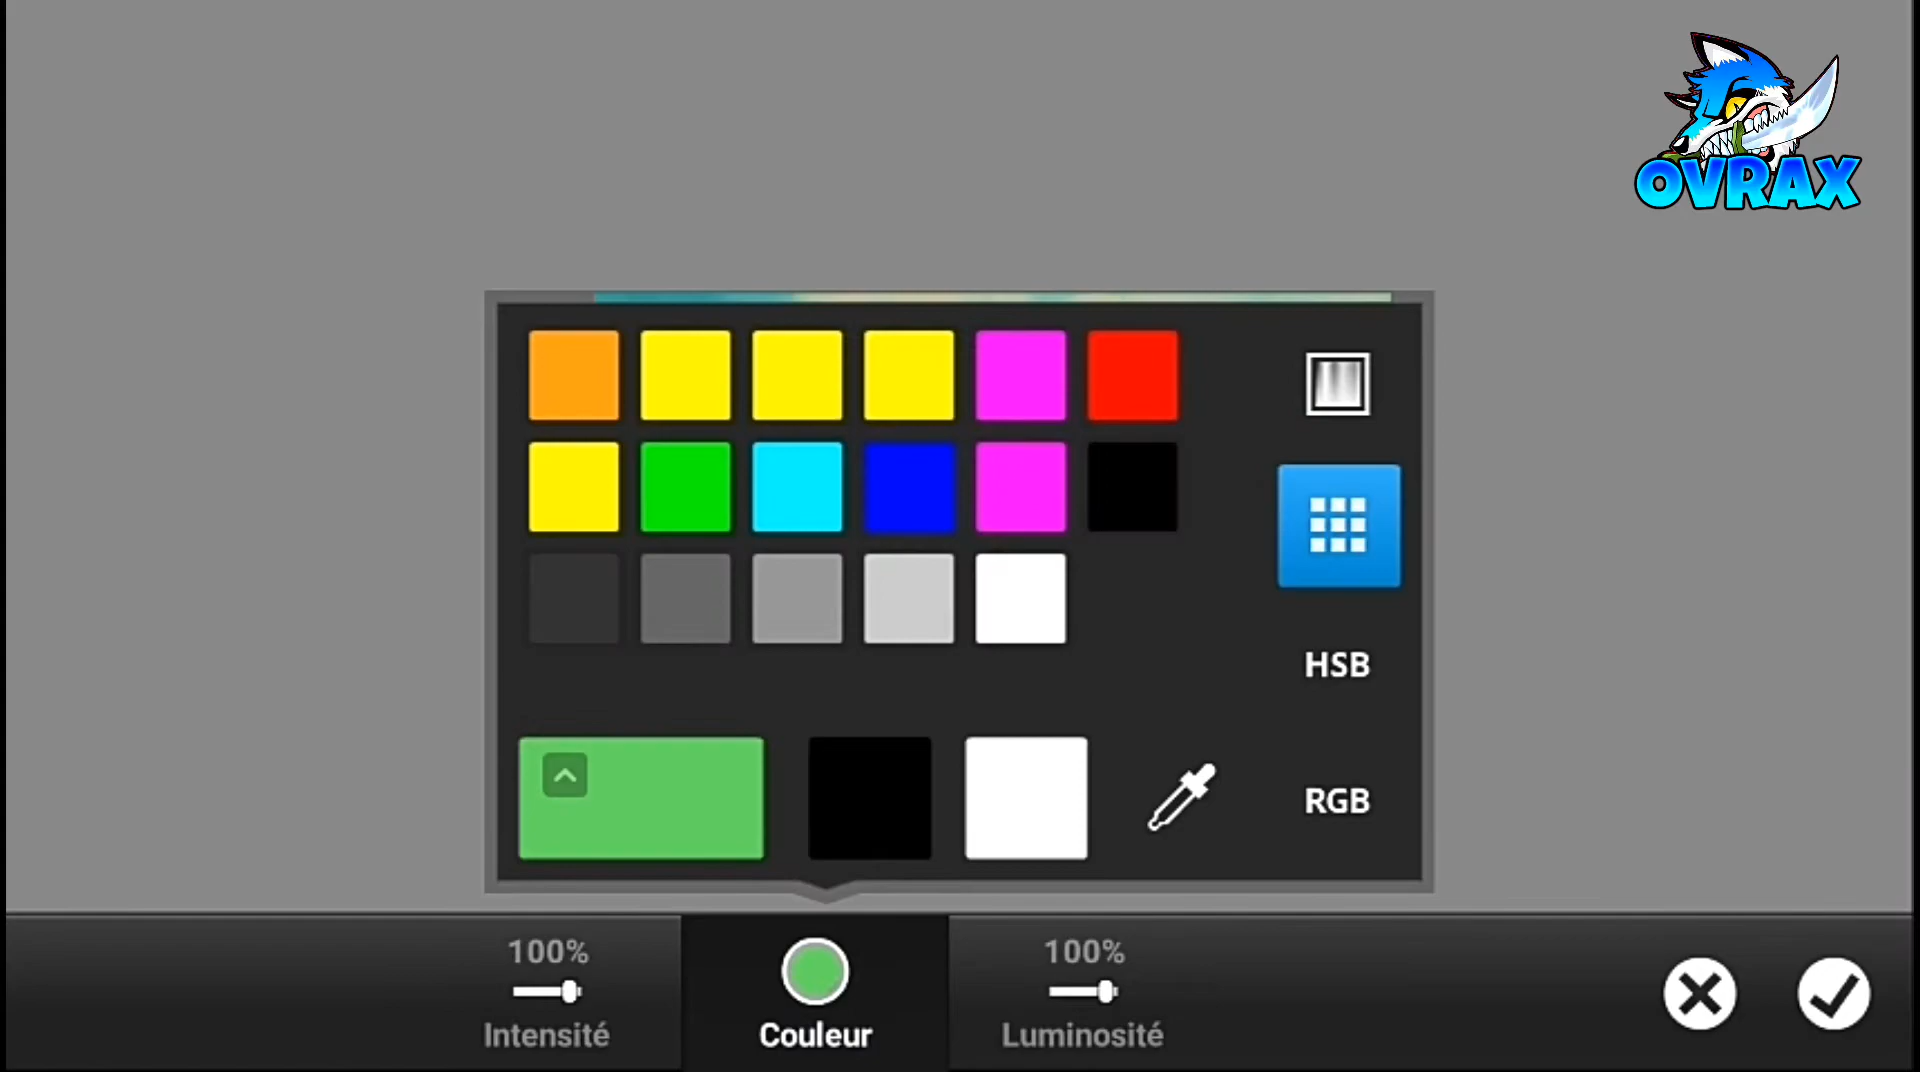 OVRAX
HSB
RGB
100%
100%
Intensité
Couleur
Luminosité